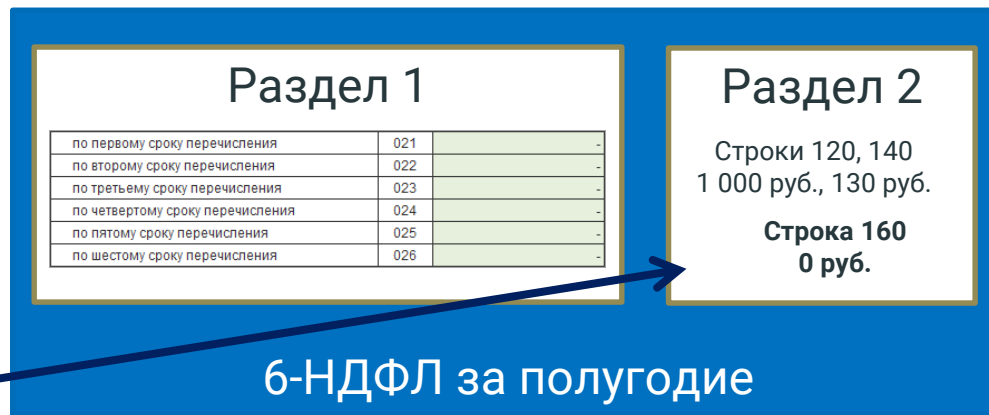 Раздел 1
по первому сроку перечисления 021 -
по второму сроку перечисления 022 -
по третьему сроку перечисления 023 -
по четвертому сроку перечисления 024 -
по пятому сроку перечисления 025 -
по шестому сроку перечисления 026 -
Раздел 2
Строки 120, 140
1 000 руб., 130 руб.
Строка 160
0 руб.
6-НДФЛ за полугодие